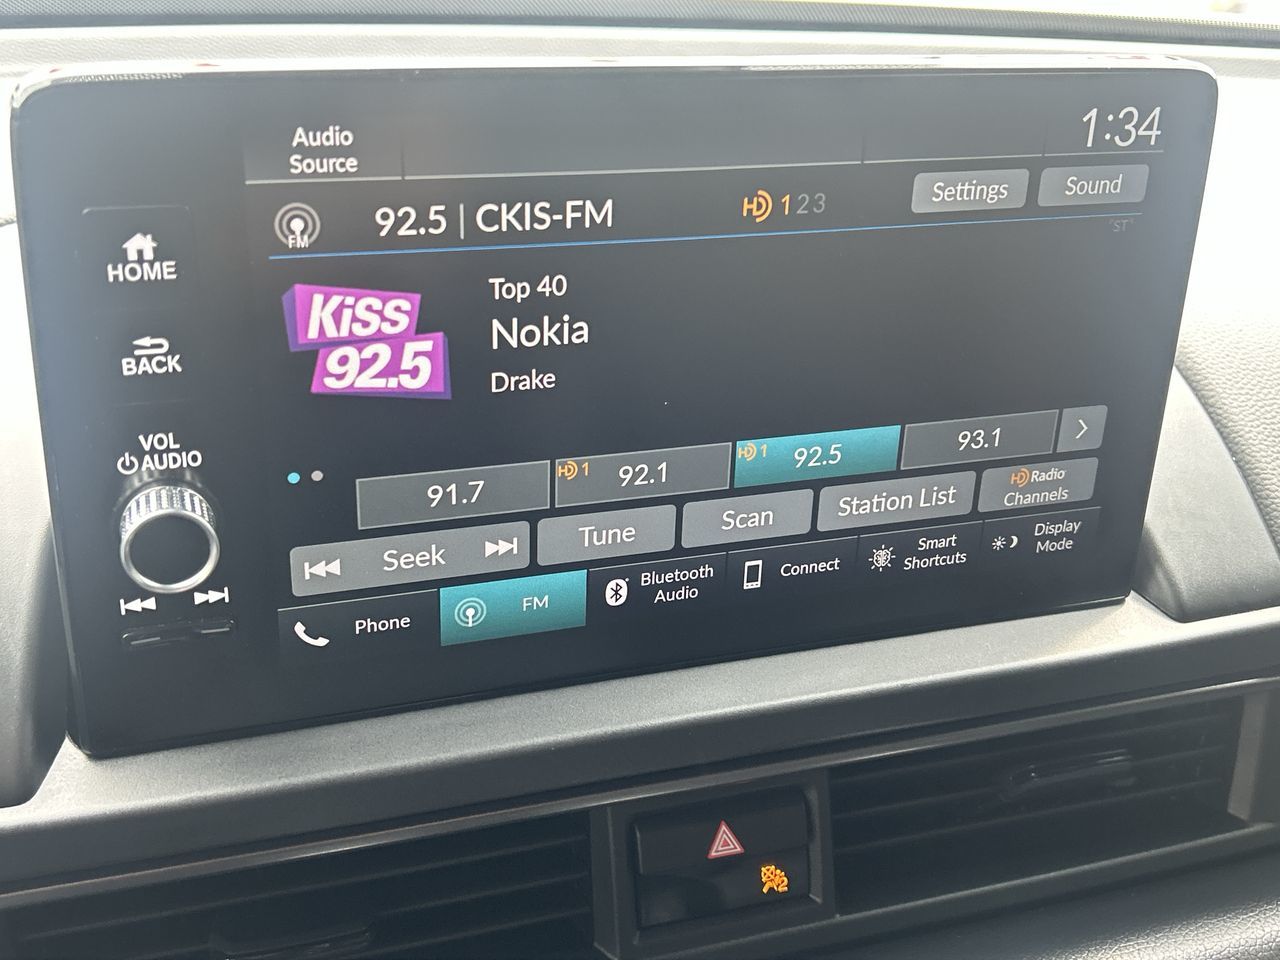 Audio
Source
1:34
FM
92.5 | CKIS-FM
HD 1 2 3
Settings
Sound
ST
HOME
KiSS
92.5
Top 40
Nokia
Drake
BACK
VOL
AUDIO
91.7
HD 1 92.1
HD 1 92.5
93.1
Seek
Tune
Scan
Station List
HD Radio
Channels
Phone
FM
Bluetooth
Audio
Connect
Smart
Shortcuts
Display
Mode
2